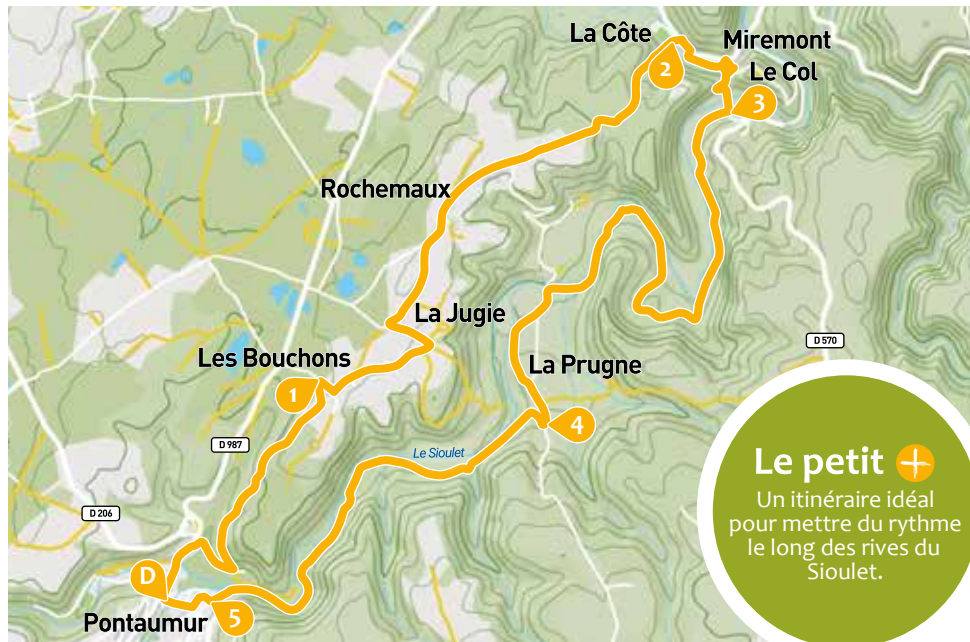 La Côte
2
Miremont
Le Col
3
Rochemaux
La Jugie
Les Bouchons
1
La Prugne
D 570
4
D 987
Le Sioulet
D 206
D
5
Pontaumur
Le petit +
Un itinéraire idéal
pour mettre du rythme
le long des rives du
Sioulet.